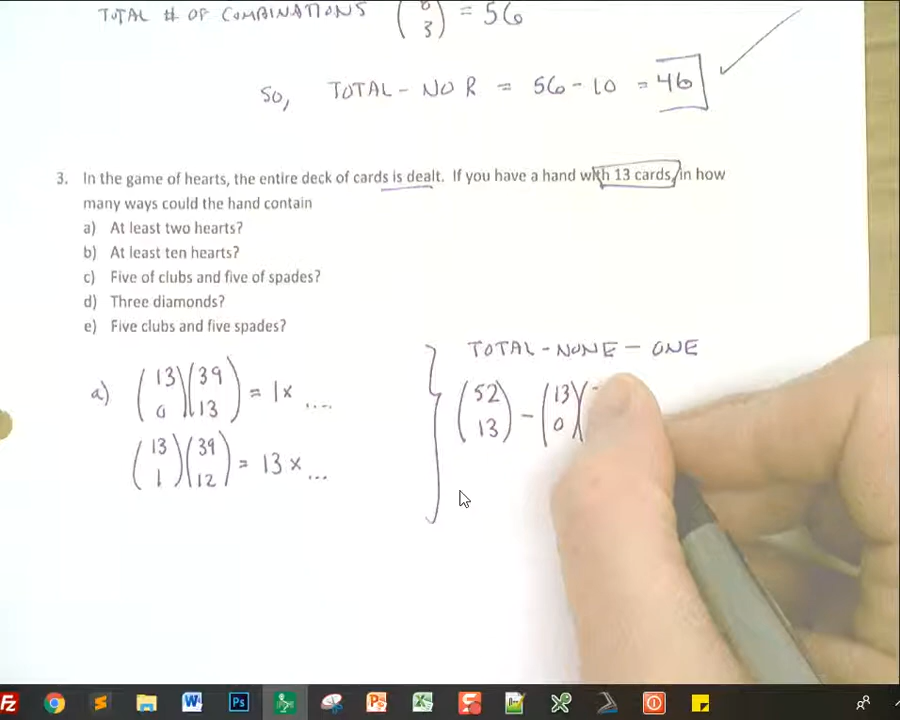 TOTAL # OF COMBINATIONS (8 3) = 56
SO, TOTAL - NO R = 56 - 10 = 46
3. In the game of hearts, the entire deck of cards is dealt. If you have a hand with 13 cards, in how
many ways could the hand contain
a) At least two hearts?
b) At least ten hearts?
c) Five of clubs and five of spades?
d) Three diamonds?
e) Five clubs and five spades?
TOTAL - NONE - ONE
a) (13 0)(39 13) = 1x ....
(52 13) - (13 0)(
(13 1)(39 12) = 13 x ...